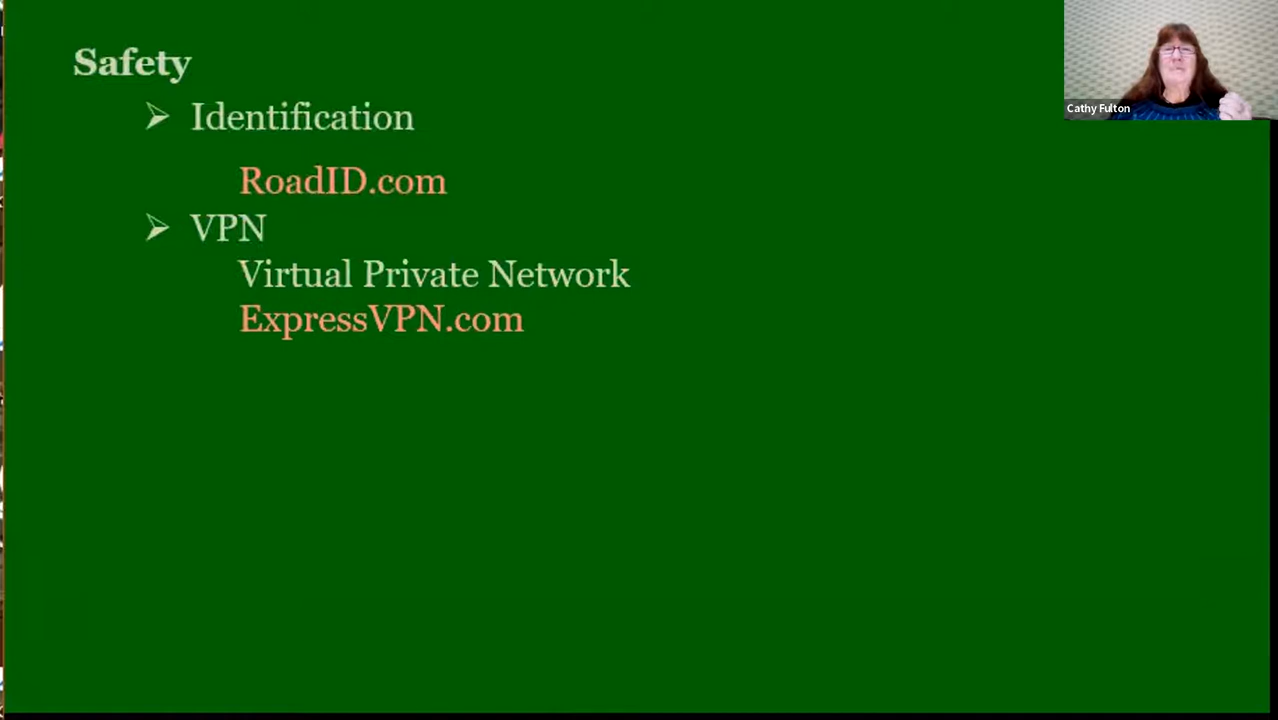 Safety
Identification
RoadID.com
VPN
Virtual Private Network
ExpressVPN.com
Cathy Fulton